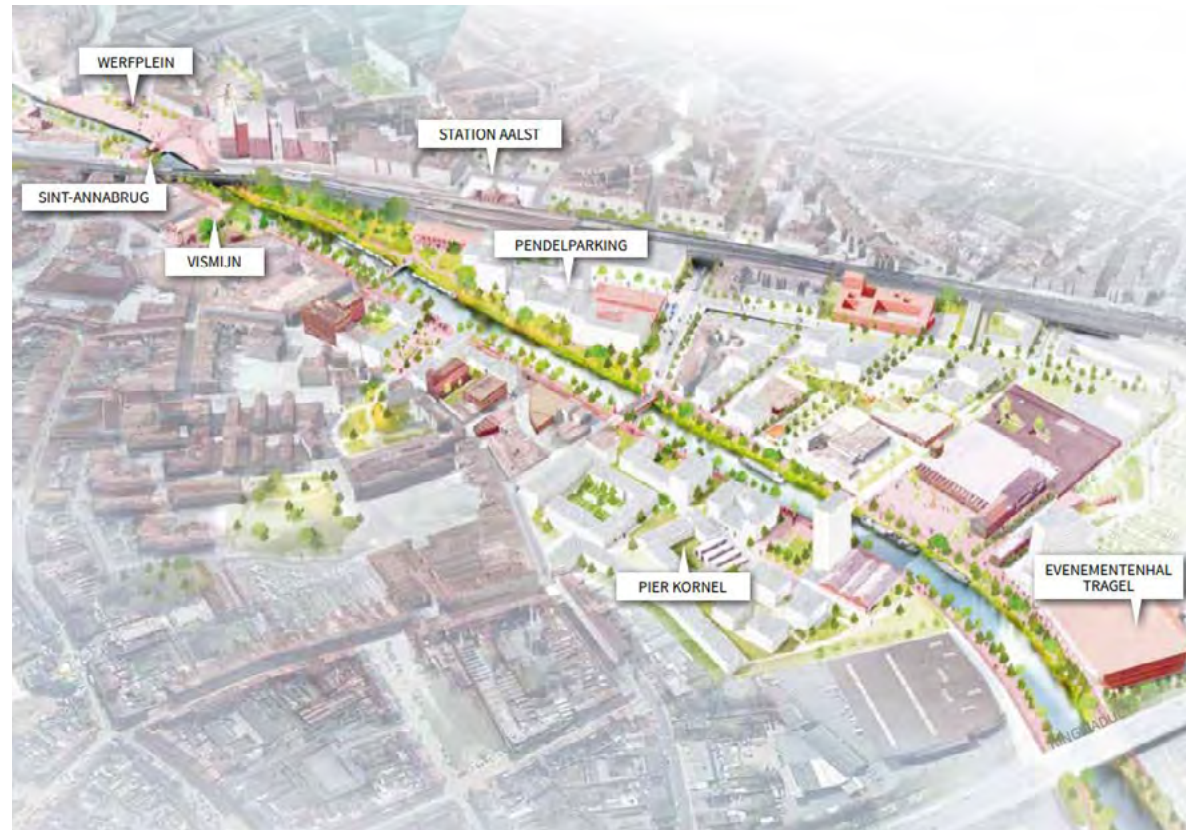 WERFPLEIN
STATION AALST
SINT-ANNABRUG
VISMIJN
PENDELPARKING
PIER KORNEL
EVENEMENTENHAL
TRAGEL